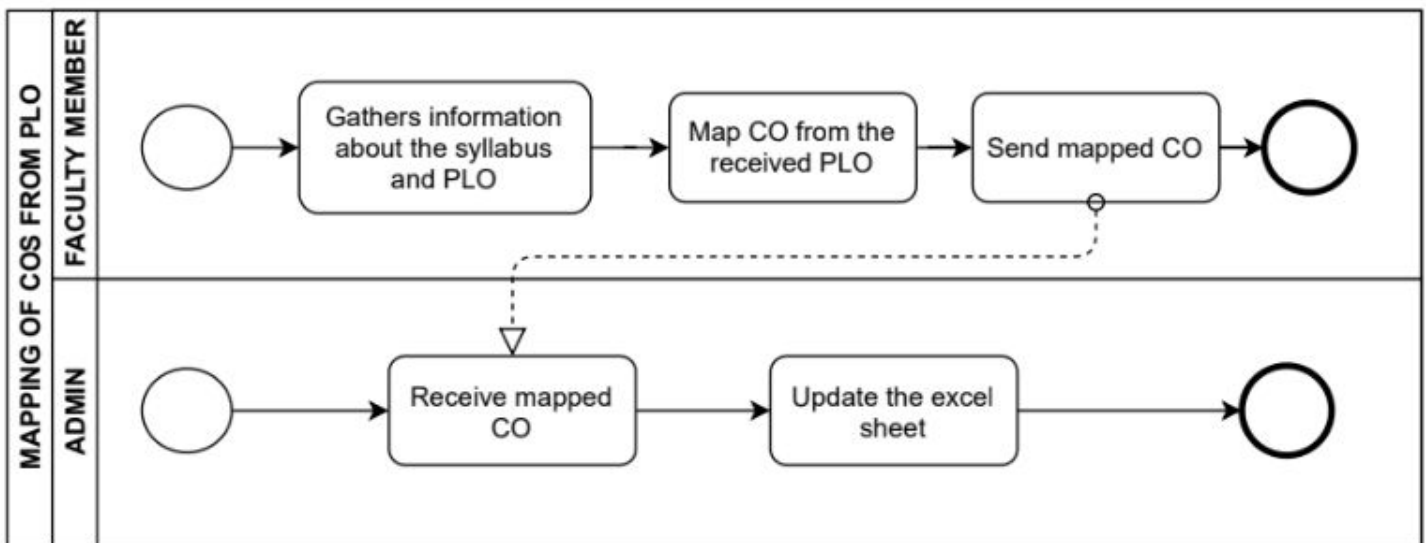 MAPPING OF COS FROM PLO
FACULTY MEMBER
Gathers information
about the syllabus
and PLO
Map CO from the
received PLO
Send mapped CO
ADMIN
Receive mapped
CO
Update the excel
sheet